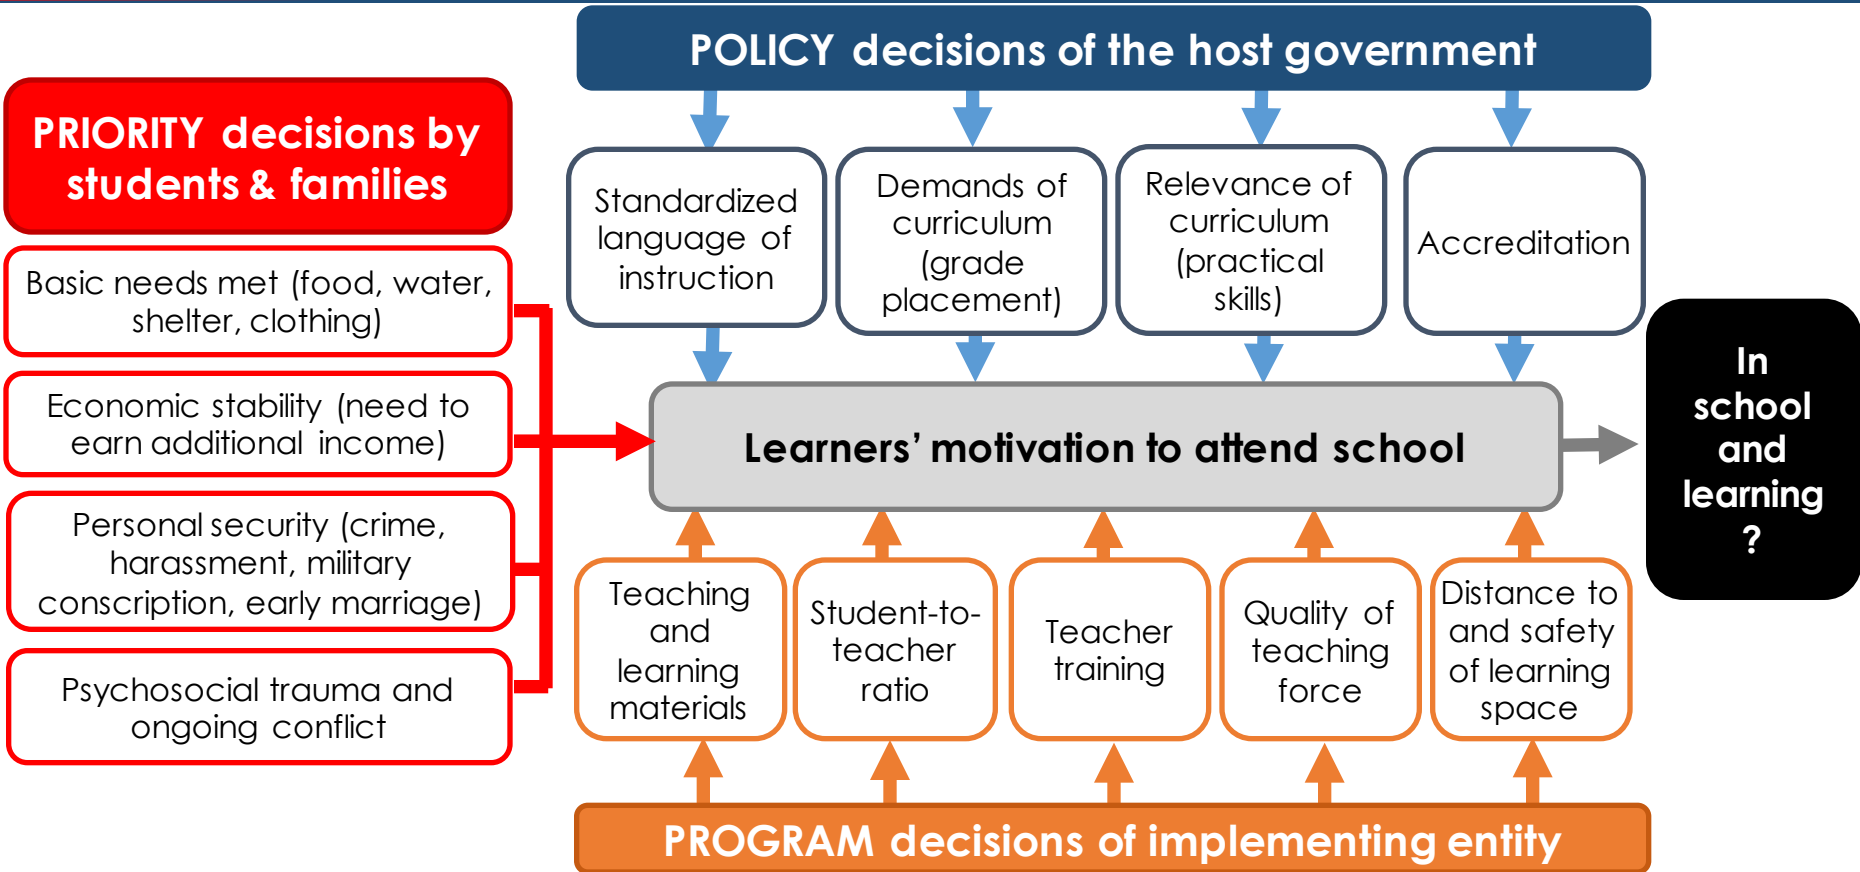 POLICY decisions of the host government
PRIORITY decisions by
students & families
Basic needs met (food, water,
shelter, clothing)
Economic stability (need to
earn additional income)
Personal security (crime,
harassment, military
conscription, early marriage)
Psychosocial trauma and
ongoing conflict
Standardized
language of
instruction
Demands of
curriculum
(grade
placement)
Relevance of
curriculum
(practical
skills)
Accreditation
Learners’ motivation to attend school
In
school
and
learning
?
Teaching
and
learning
materials
Student-to-
teacher
ratio
Teacher
training
Quality of
teaching
force
Distance to
and safety
of learning
space
PROGRAM decisions of implementing entity